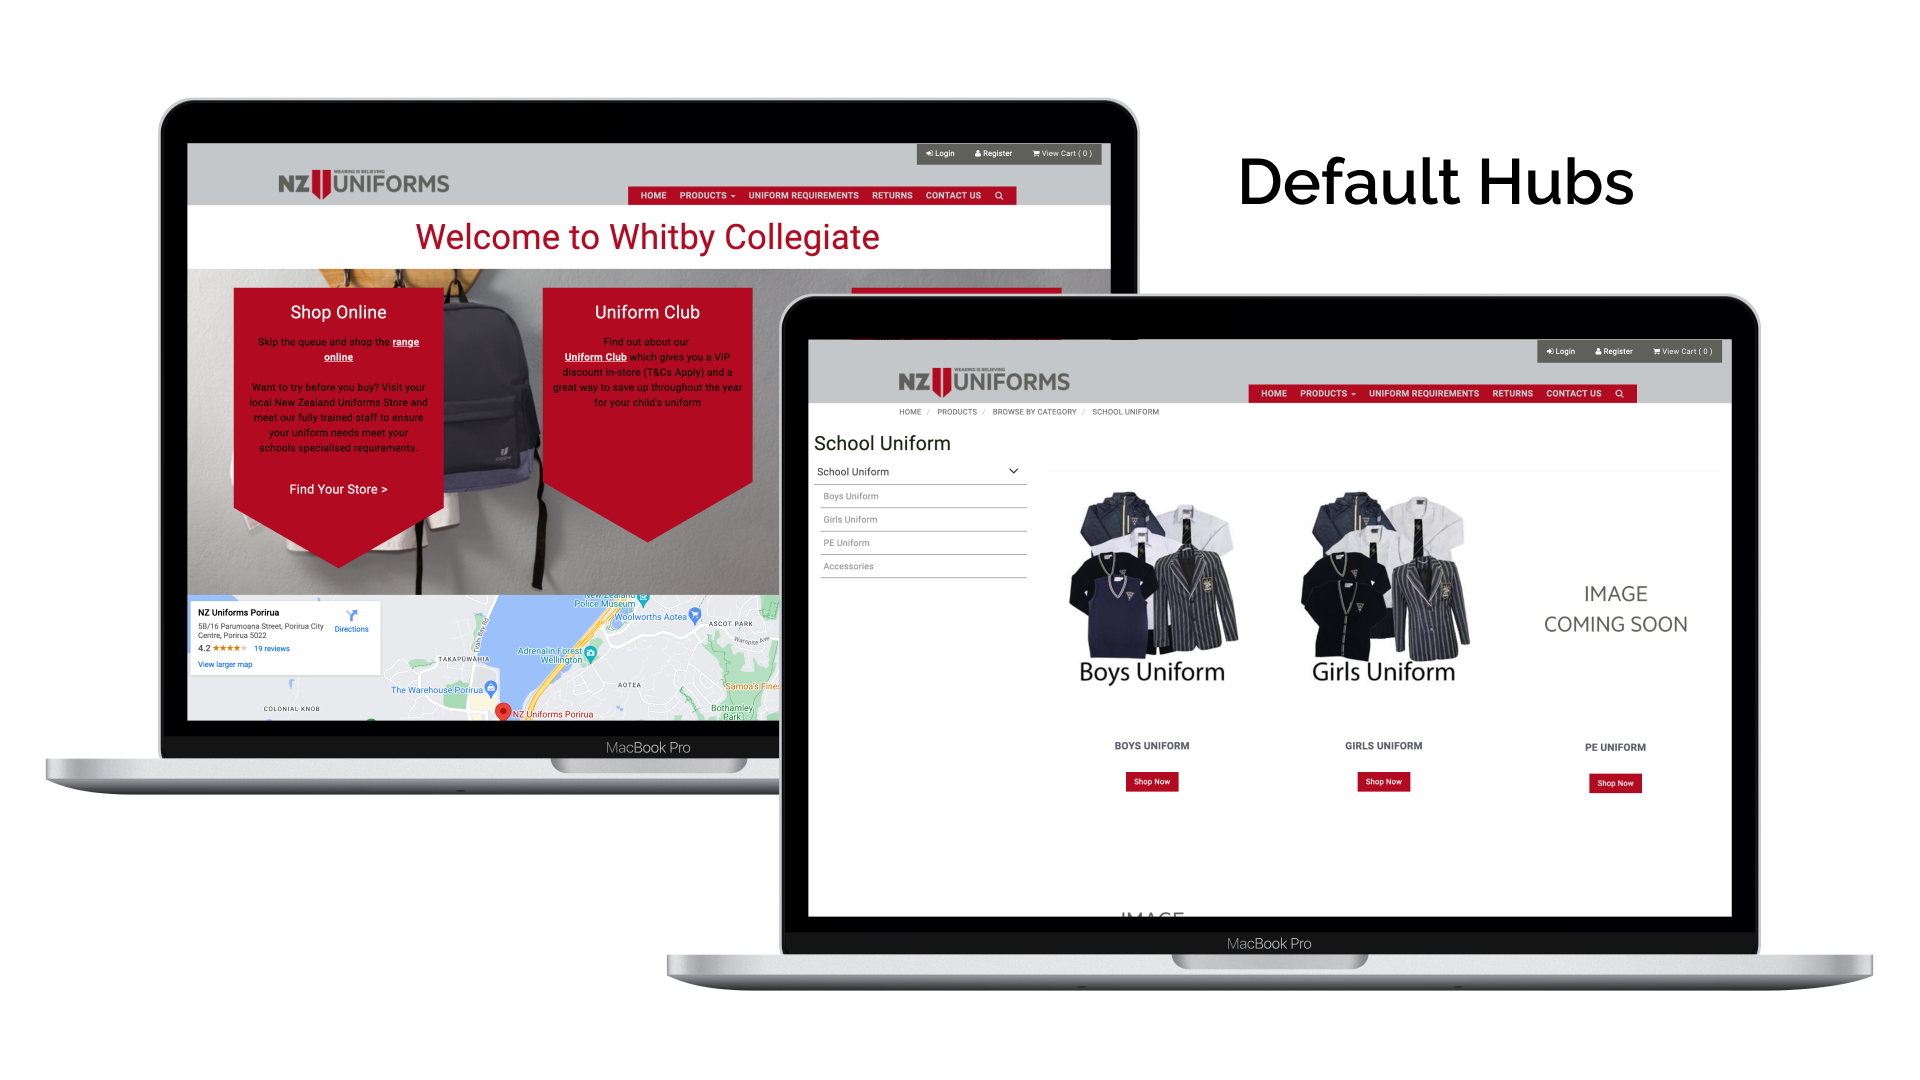 Default Hubs
Login Register View Cart ( 0 )
WEARING IS BELIEVING
NZ UNIFORMS
HOME PRODUCTS UNIFORM REQUIREMENTS RETURNS CONTACT US
Welcome to Whitby Collegiate
Shop Online
Skip the queue and shop the range
online
Want to try before you buy? Visit your
local New Zealand Uniforms Store and
meet our fully trained staff to ensure
your uniform needs meet your
schools specialised requirements.
Find Your Store >
Uniform Club
Find out about our
Uniform Club which gives you a VIP
discount in-store (T&Cs Apply) and a
great way to save up throughout the year
for your child's uniform
NZ Uniforms Porirua
5B/16 Parumoana Street, Porirua City
Centre, Porirua 5022
Directions
4.2 19 reviews
View larger map
New Zealand
Police Museum
Woolworths Aotea
ASCOT PARK
Warspite Ave
Titahi Bay Rd
TAKAPŪWĀHIA
Adrenalin Forest
Wellington
AOTEA
Samoa's Fines
The Warehouse Porirua
COLONIAL KNOB
Bothamley
Park
NZ Uniforms Porirua
MacBook Pro
Login Register View Cart ( 0 )
WEARING IS BELIEVING
NZ UNIFORMS
HOME PRODUCTS UNIFORM REQUIREMENTS RETURNS CONTACT US
HOME / PRODUCTS / BROWSE BY CATEGORY / SCHOOL UNIFORM
School Uniform
School Uniform
Boys Uniform
Girls Uniform
PE Uniform
Accessories
Boys Uniform
Girls Uniform
IMAGE
COMING SOON
BOYS UNIFORM
GIRLS UNIFORM
PE UNIFORM
Shop Now
Shop Now
Shop Now
IMAGE
MacBook Pro